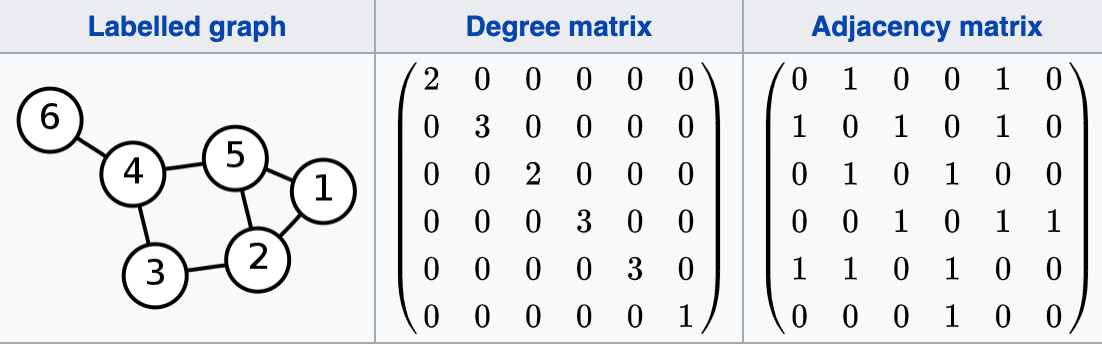 Labelled graph Degree matrix Adjacency matrix
6
4
5
1
3
2
2 0 0 0 0 0
0 3 0 0 0 0
0 0 2 0 0 0
0 0 0 3 0 0
0 0 0 0 3 0
0 0 0 0 0 1
0 1 0 0 1 0
1 0 1 0 1 0
0 1 0 1 0 0
0 0 1 0 1 1
1 1 0 1 0 0
0 0 0 1 0 0